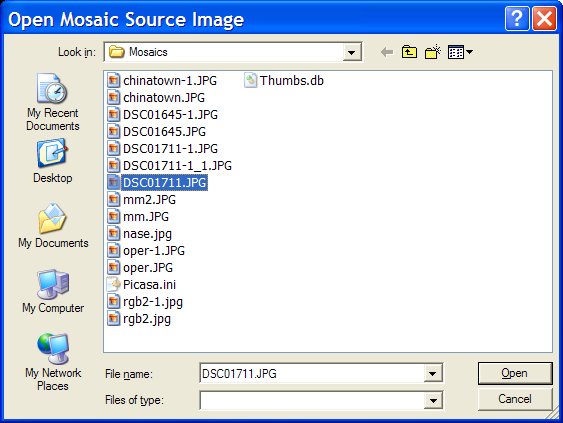 Open Mosaic Source Image
Look in: Mosaics
My Recent
Documents
Desktop
My Documents
My Computer
My Network
Places
chinatown-1.JPG
chinatown.JPG
DSC01645-1.JPG
DSC01645.JPG
DSC01711-1.JPG
DSC01711-1_1.JPG
DSC01711.JPG
mm2.JPG
mm.JPG
nase.jpg
oper-1.JPG
oper.JPG
Picasa.ini
rgb2-1.jpg
rgb2.jpg
Thumbs.db
File name: DSC01711.JPG Open
Files of type: Cancel